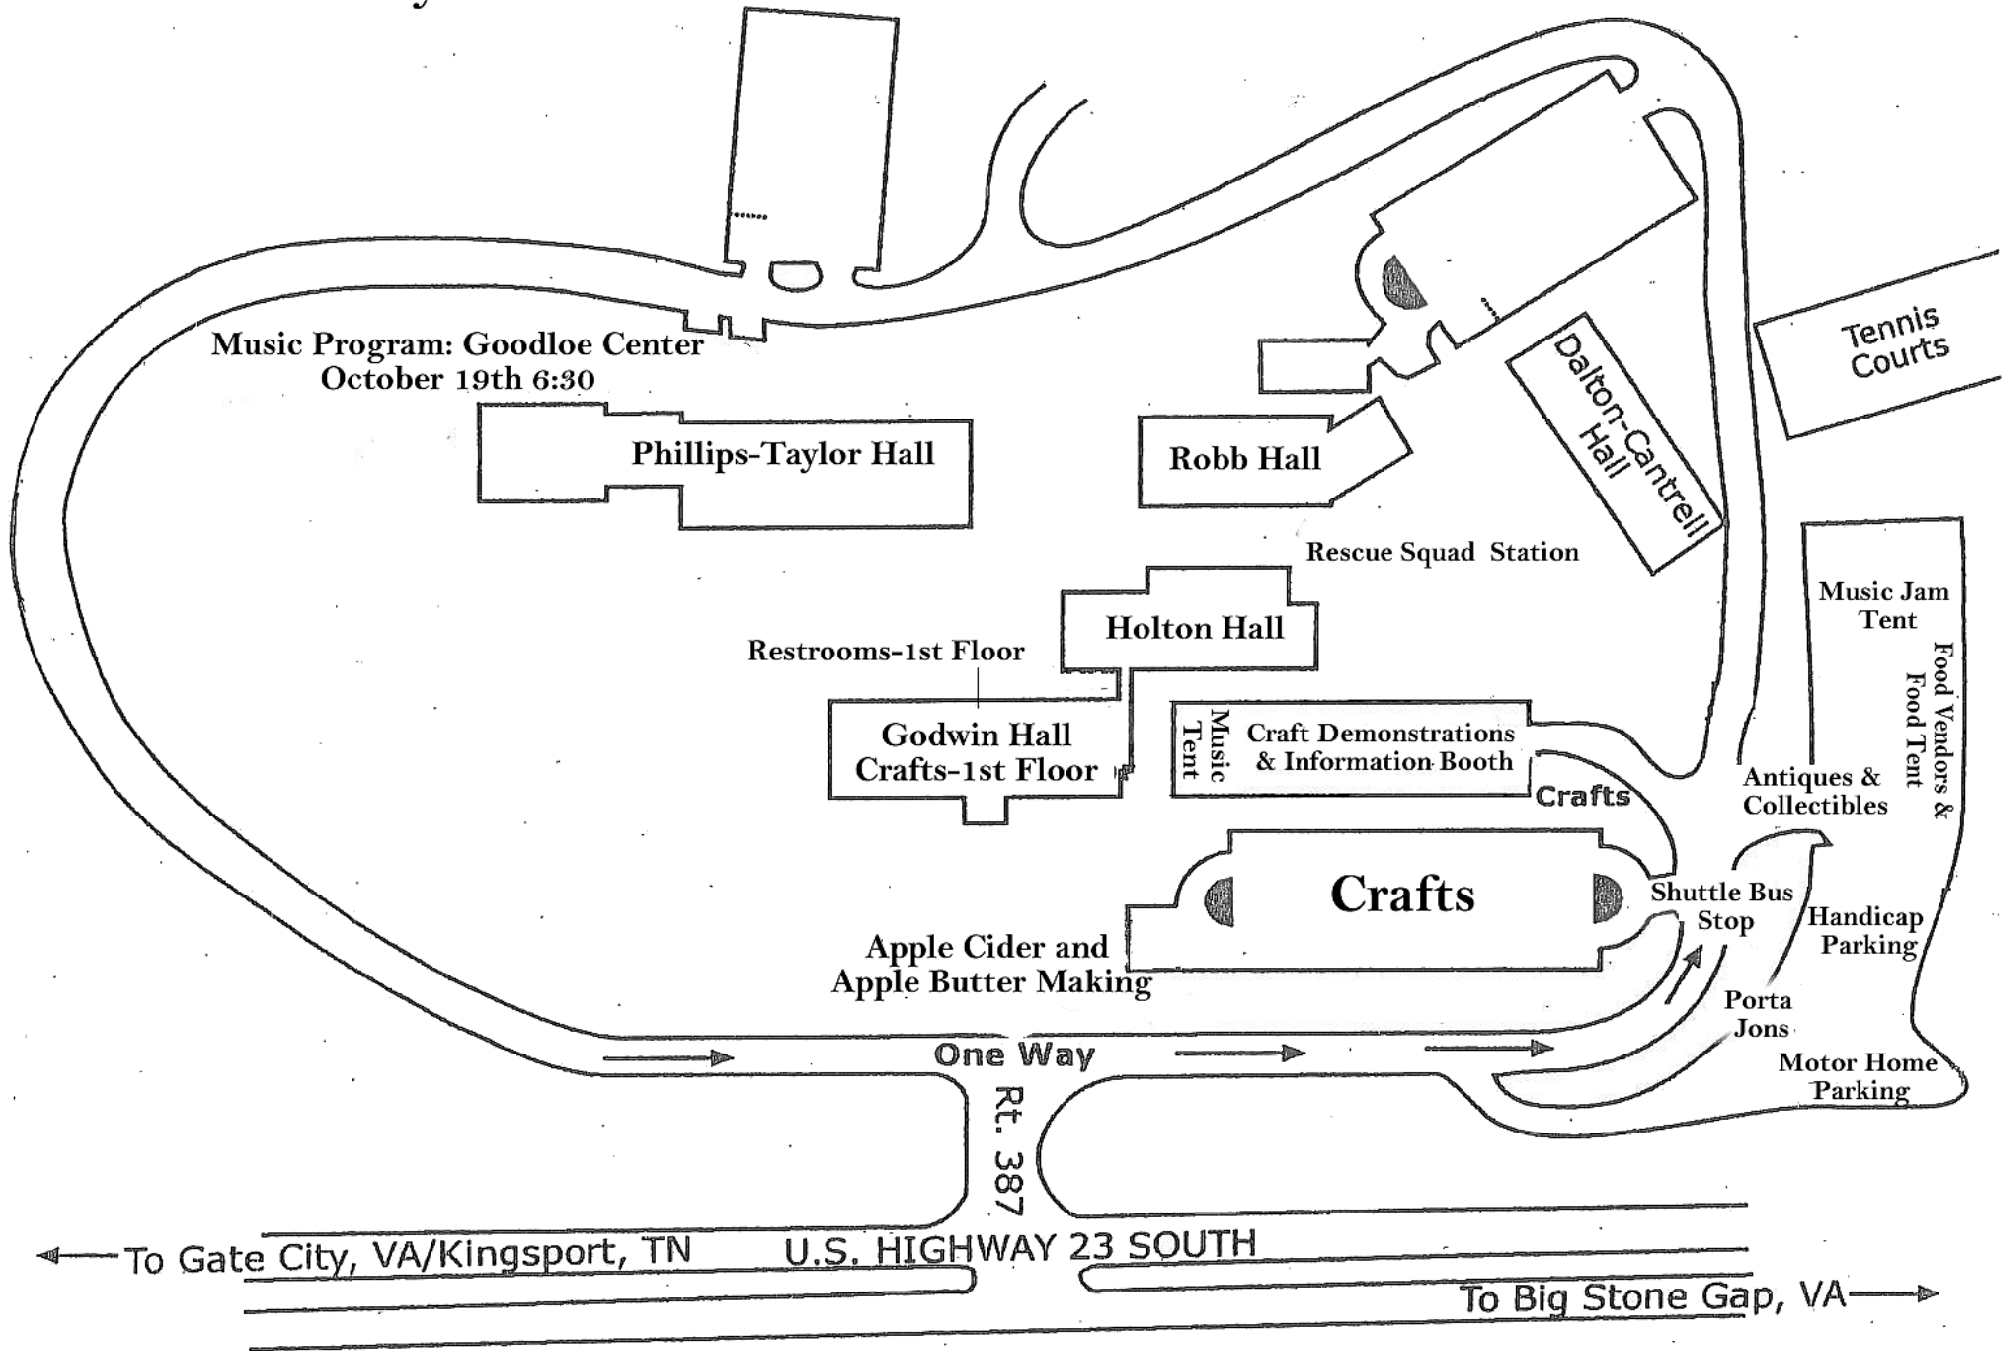 Music Program: Goodloe Center
October 19th 6:30
Tennis
Courts
Dalton-Cantrell
Hall
Phillips-Taylor Hall
Robb Hall
Rescue Squad Station
Music Jam
Tent
Holton Hall
Restrooms-1st Floor
Food Vendors &
Food Tent
Godwin Hall
Crafts-1st Floor
Music
Tent
Craft Demonstrations
& Information Booth
Crafts
Antiques &
Collectibles
Crafts
Shuttle Bus
Stop
Handicap
Parking
Apple Cider and
Apple Butter Making
Porta
Jons
One Way
Motor Home
Parking
Rt. 387
To Gate City, VA/Kingsport, TN
U.S. HIGHWAY 23 SOUTH
To Big Stone Gap, VA